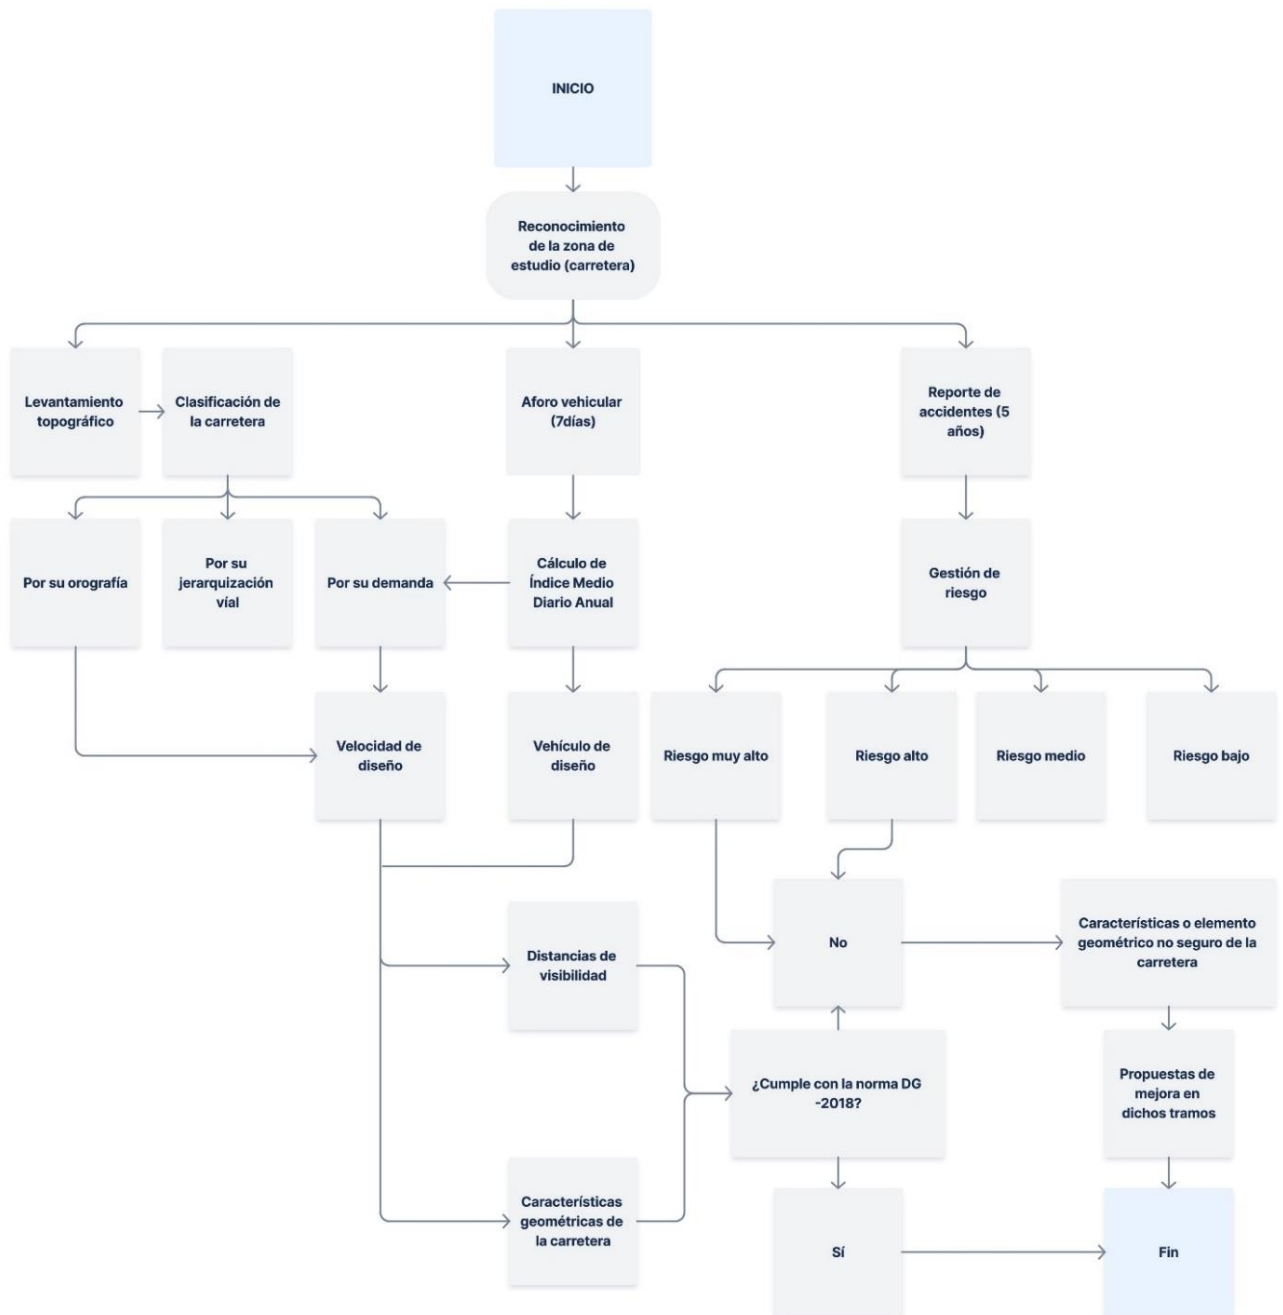 INICIO
Reconocimiento
de la zona de
estudio (carretera)
Levantamiento
topográfico
Clasificación de
la carretera
Aforo vehicular
(7días)
Reporte de
accidentes (5
años)
Por su orografía
Por su
jerarquización
víal
Por su demanda
Cálculo de
Índice Medio
Diario Anual
Gestión de
riesgo
Velocidad de
diseño
Vehículo de
diseño
Riesgo muy alto
Riesgo alto
Riesgo medio
Riesgo bajo
Distancias de
visibilidad
No
Características o elemento
geométrico no seguro de la
carretera
¿Cumple con la norma DG
-2018?
Propuestas de
mejora en
dichos tramos
Características
geométricas de
la carretera
Sí
Fin